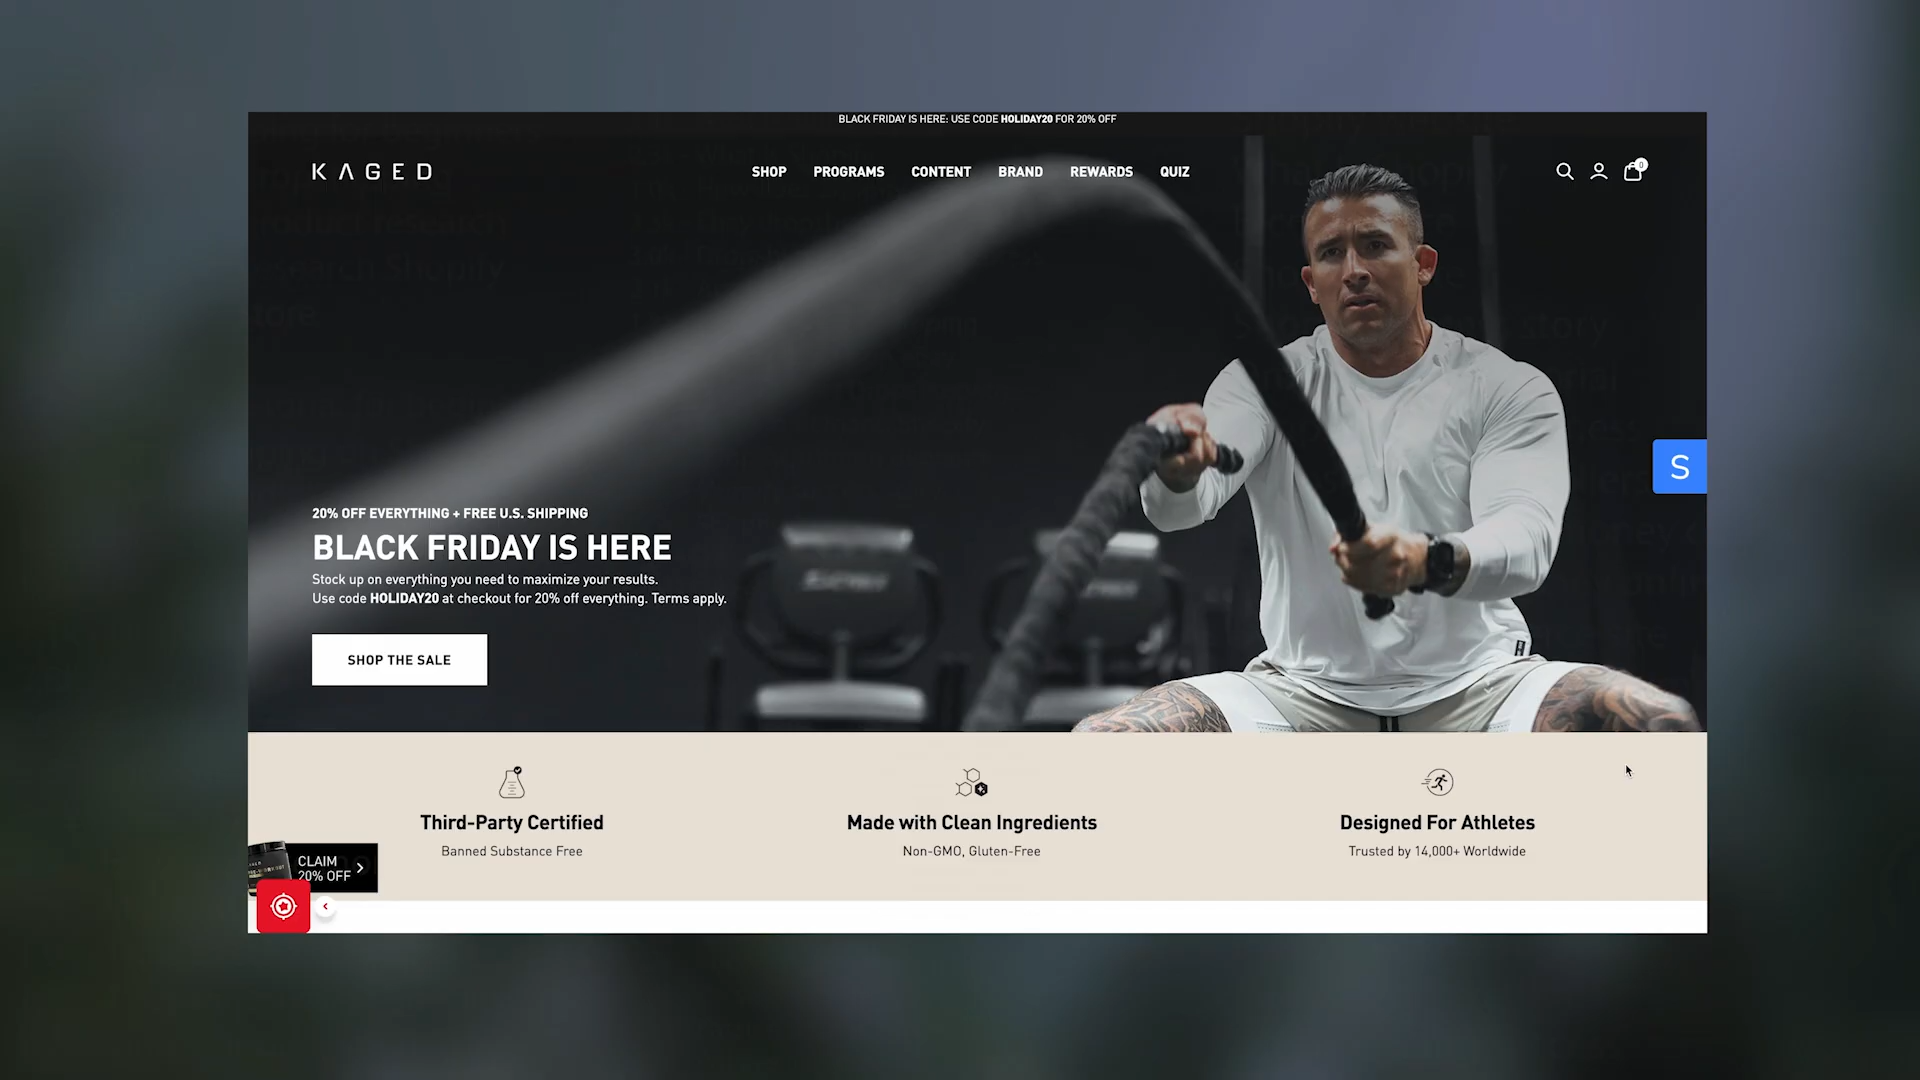 BLACK FRIDAY IS HERE: USE CODE HOLIDAY20 FOR 20% OFF
KAGED
SHOP
PROGRAMS
CONTENT
BRAND
REWARDS
QUIZ
0
S
20% OFF EVERYTHING + FREE U.S. SHIPPING
BLACK FRIDAY IS HERE
Stock up on everything you need to maximize your results.
Use code HOLIDAY20 at checkout for 20% off everything. Terms apply.
SHOP THE SALE
Third-Party Certified
Banned Substance Free
Made with Clean Ingredients
Non-GMO, Gluten-Free
Designed For Athletes
Trusted by 14,000+ Worldwide
CLAIM
20% OFF